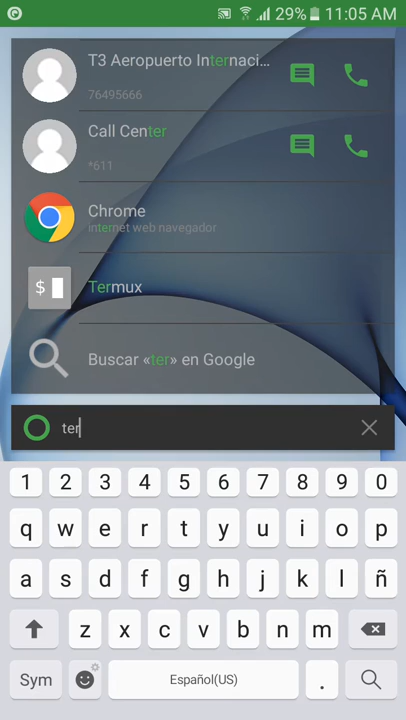 29% 11:05 AM
T3 Aeropuerto Internaci...
76495666
Call Center
*611
Chrome
internet web navegador
$
Termux
Buscar «ter» en Google
ter
1 2 3 4 5 6 7 8 9 0
q w e r t y u i o p
a s d f g h j k l ñ
z x c v b n m
Sym Español(US) .